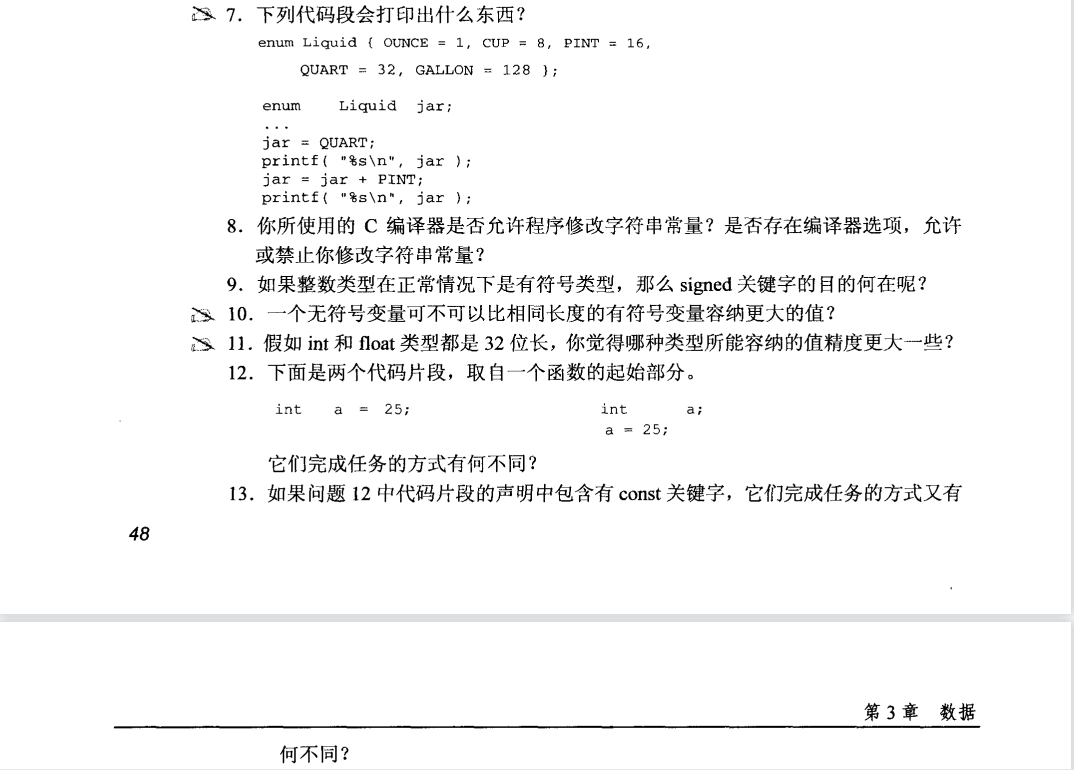 7. 下列代码段会打印出什么东西？
enum Liquid { OUNCE = 1, CUP = 8, PINT = 16,
QUART = 32, GALLON = 128 };
enum Liquid jar;
...
jar = QUART;
printf( "%s\n", jar );
jar = jar + PINT;
printf( "%s\n", jar );
8. 你所使用的 C 编译器是否允许程序修改字符串常量？是否存在编译器选项，允许
或禁止你修改字符串常量？
9. 如果整数类型在正常情况下是有符号类型，那么 signed 关键字的目的何在呢？
10. 一个无符号变量可不可以比相同长度的有符号变量容纳更大的值？
11. 假如 int 和 float 类型都是 32 位长，你觉得哪种类型所能容纳的值精度更大一些？
12. 下面是两个代码片段，取自一个函数的起始部分。
int a = 25; int a;
a = 25;
它们完成任务的方式有何不同？
13. 如果问题 12 中代码片段的声明中包含有 const 关键字，它们完成任务的方式又有
48
第 3 章 数据
何不同？